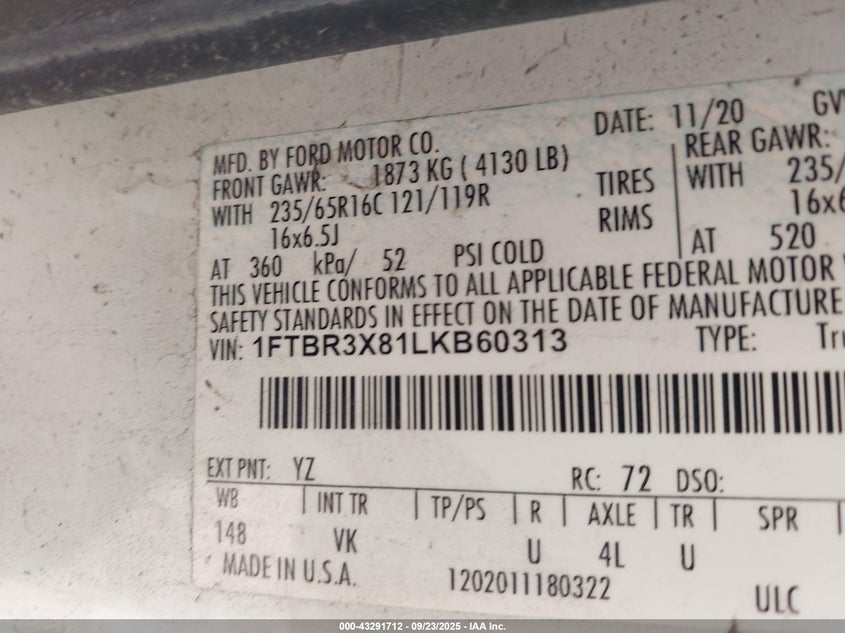 DATE: 11/20 GV
MFD. BY FORD MOTOR CO. REAR GAWR:
FRONT GAWR: 1873 KG ( 4130 LB) TIRES WITH 235/
WITH 235/65R16C 121/119R RIMS 16x6
16x6.5J
AT 360 kPa/ 52 PSI COLD AT 520
THIS VEHICLE CONFORMS TO ALL APPLICABLE FEDERAL MOTOR
SAFETY STANDARDS IN EFFECT ON THE DATE OF MANUFACTURE
VIN: 1FTBR3X81LKB60313 TYPE: Tru
EXT PNT: YZ RC: 72 DSO:
WB INT TR TP/PS R AXLE TR SPR
148 VK U 4L U
MADE IN U.S.A. 1202011180322 ULC
000-43291712 - 09/23/2025 - IAA Inc.